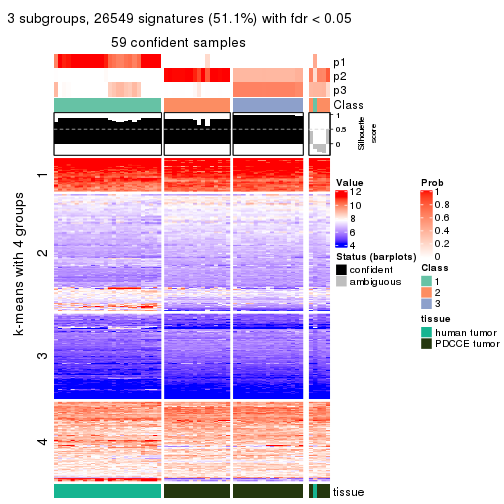 3 subgroups, 26549 signatures (51.1%) with fdr < 0.05
59 confident samples
p1
p2
p3
Class
1
0.5
0
Silhouette
score
k-means with 4 groups
1
2
3
4
tissue
Value
12
10
8
6
4
Status (barplots)
confident
ambiguous
Prob
1
0.8
0.6
0.4
0.2
0
Class
1
2
3
tissue
human tumor
PDCCE tumor